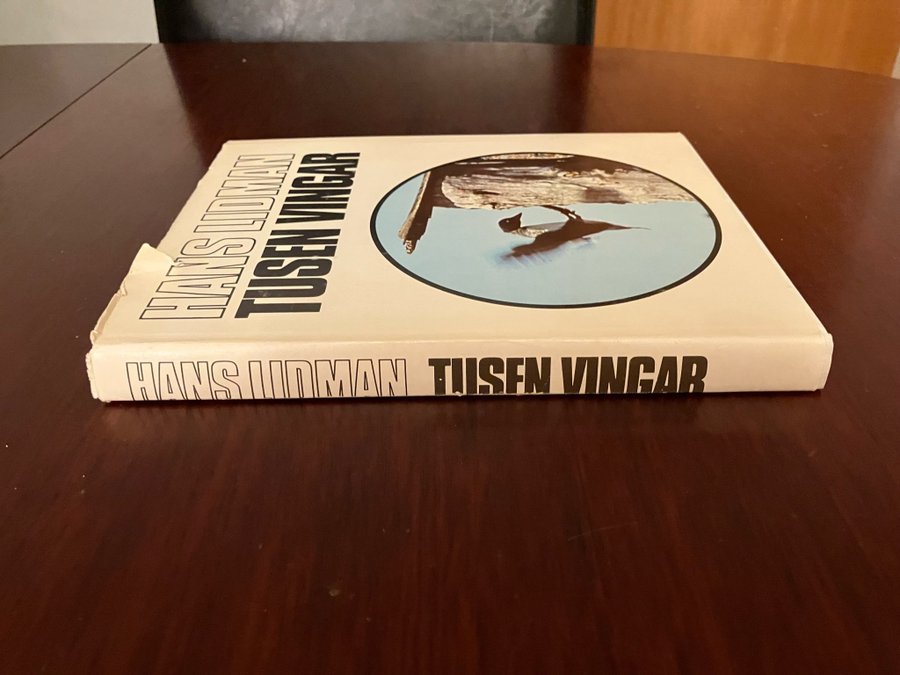 HANS LIDMAN
TUSEN VINGAR
HANS LIDMAN TUSEN VINGAR